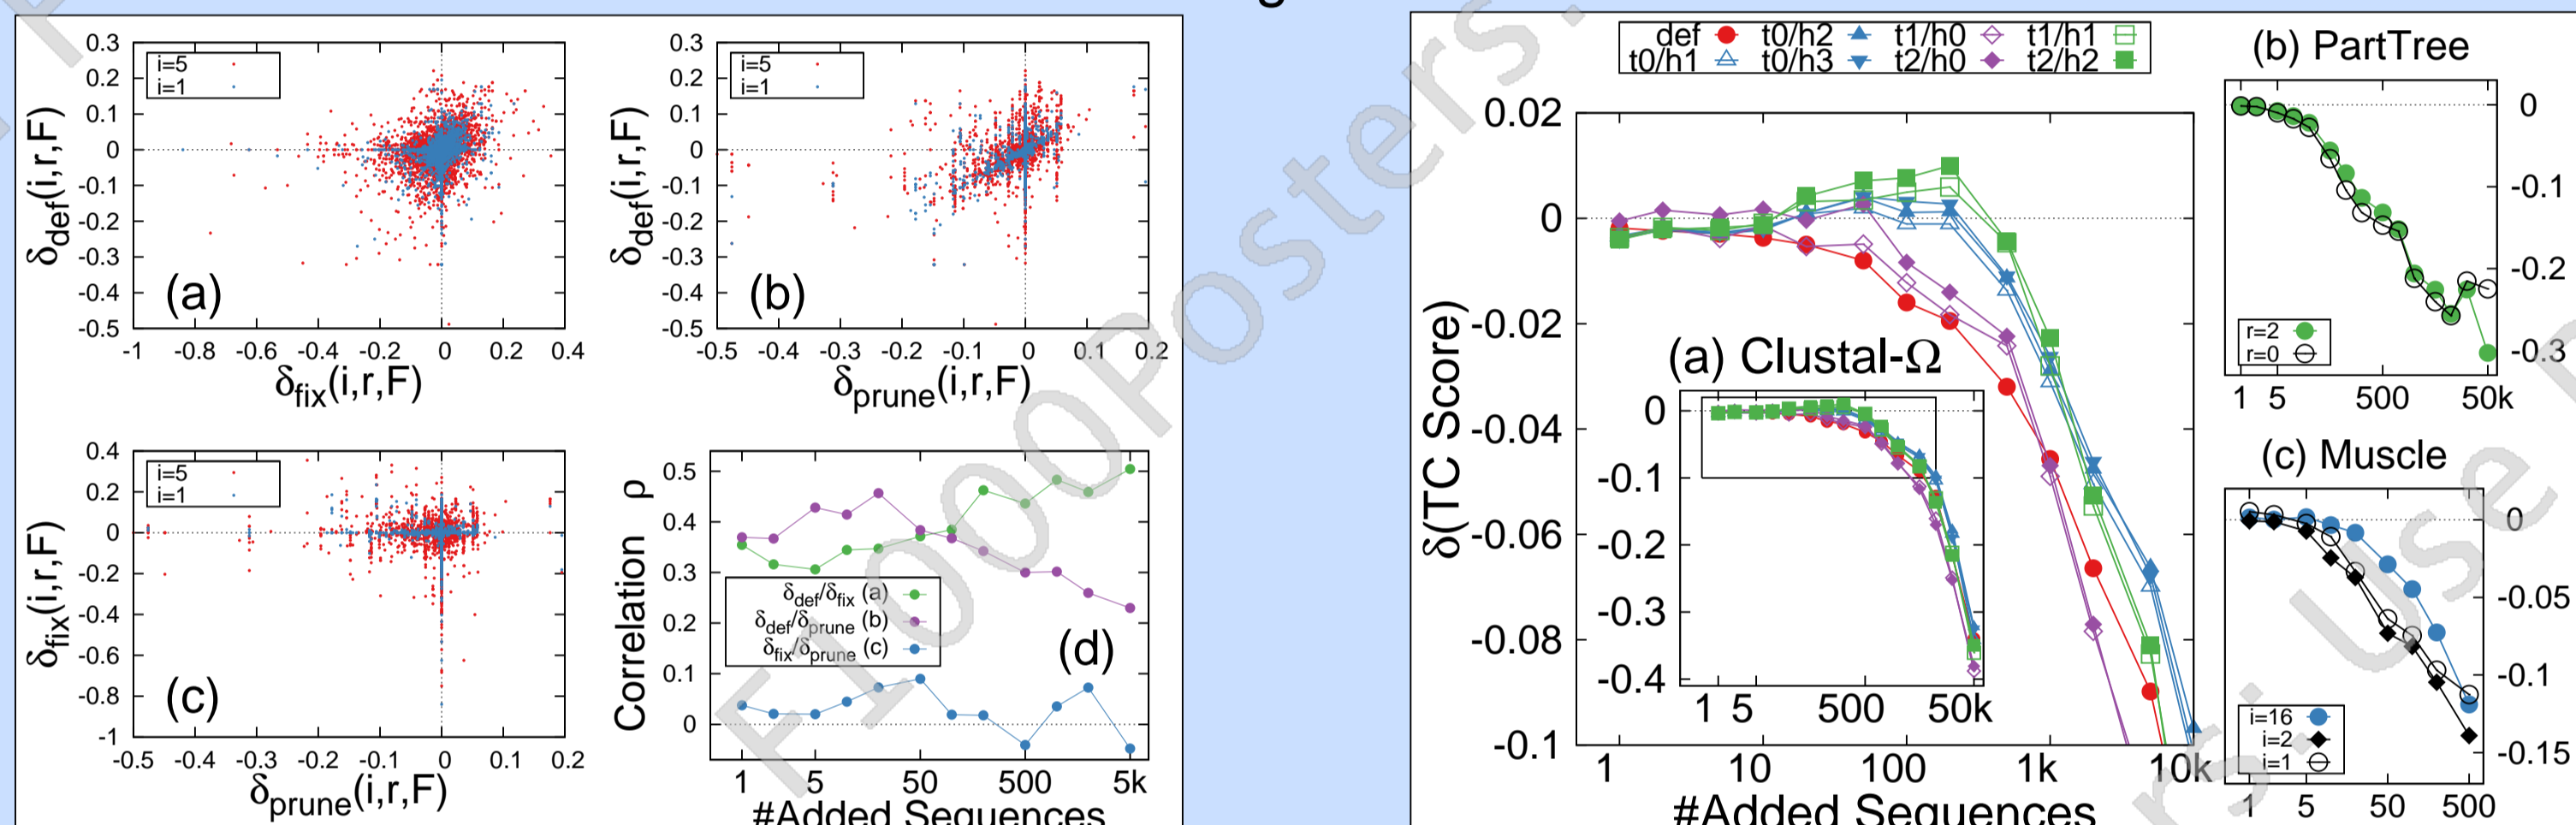 0.3
0.2
0.1
0
-0.1
-0.2
-0.3
-0.4
-0.5
i=5
i=1
(a)
-1 -0.8 -0.6 -0.4 -0.2 0 0.2 0.4
δdef(i,r,F)
δfix(i,r,F)
0.3
0.2
0.1
0
-0.1
-0.2
-0.3
-0.4
-0.5
i=5
i=1
(b)
-0.5 -0.4 -0.3 -0.2 -0.1 0 0.1 0.2
δdef(i,r,F)
δprune(i,r,F)
0.4
0.2
0
-0.2
-0.4
-0.6
-0.8
-1
i=5
i=1
(c)
-0.5 -0.4 -0.3 -0.2 -0.1 0 0.1 0.2
δfix(i,r,F)
δprune(i,r,F)
0.5
0.4
0.3
0.2
0.1
0
Correlation ρ
δdef/δfix (a)
δdef/δprune (b)
δfix/δprune (c)
(d)
1 5 50 500 5k
#Added Sequences
def t0/h2 t1/h0 t1/h1
t0/h1 t0/h3 t2/h0 t2/h2
0.02
0
-0.02
-0.04
-0.06
-0.08
-0.1
δ(TC Score)
(a) Clustal-Ω
0
-0.1
-0.2
-0.3
-0.4
1 5 500 50k
1 10 100 1k 10k
#Added Sequences
(b) PartTree
0
-0.1
-0.2
-0.3
r=2
r=0
1 5 500 50k
(c) Muscle
0
-0.05
-0.1
-0.15
i=16
i=2
i=1
1 5 50 500
F1000Posters.
Use